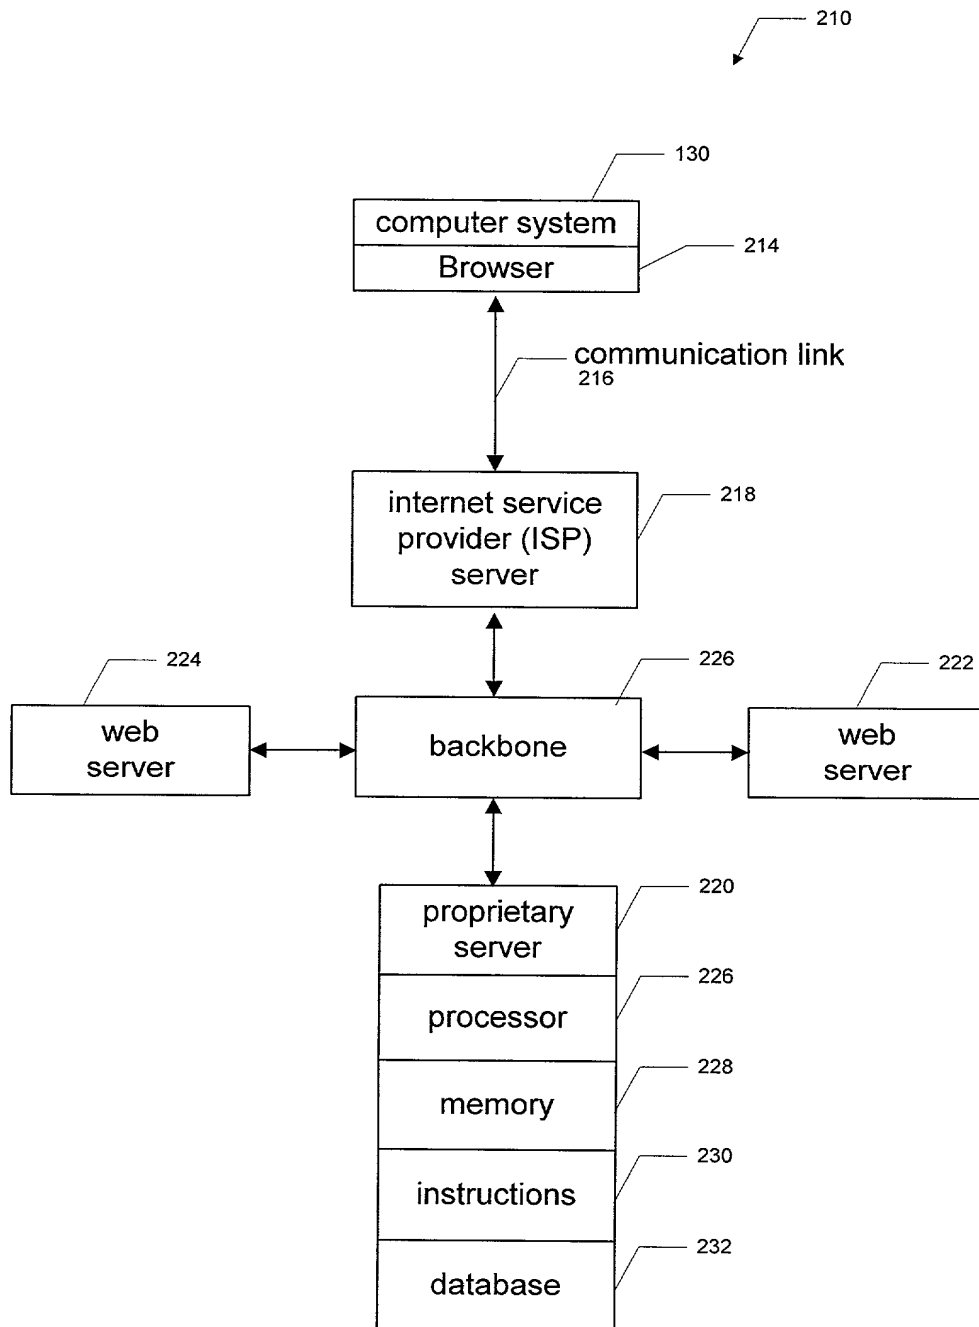 210
130
computer system
214
Browser
communication link
216
internet service
provider (ISP)
server
218
224
226
222
web
server
backbone
web
server
220
proprietary
server
226
processor
228
memory
230
instructions
232
database